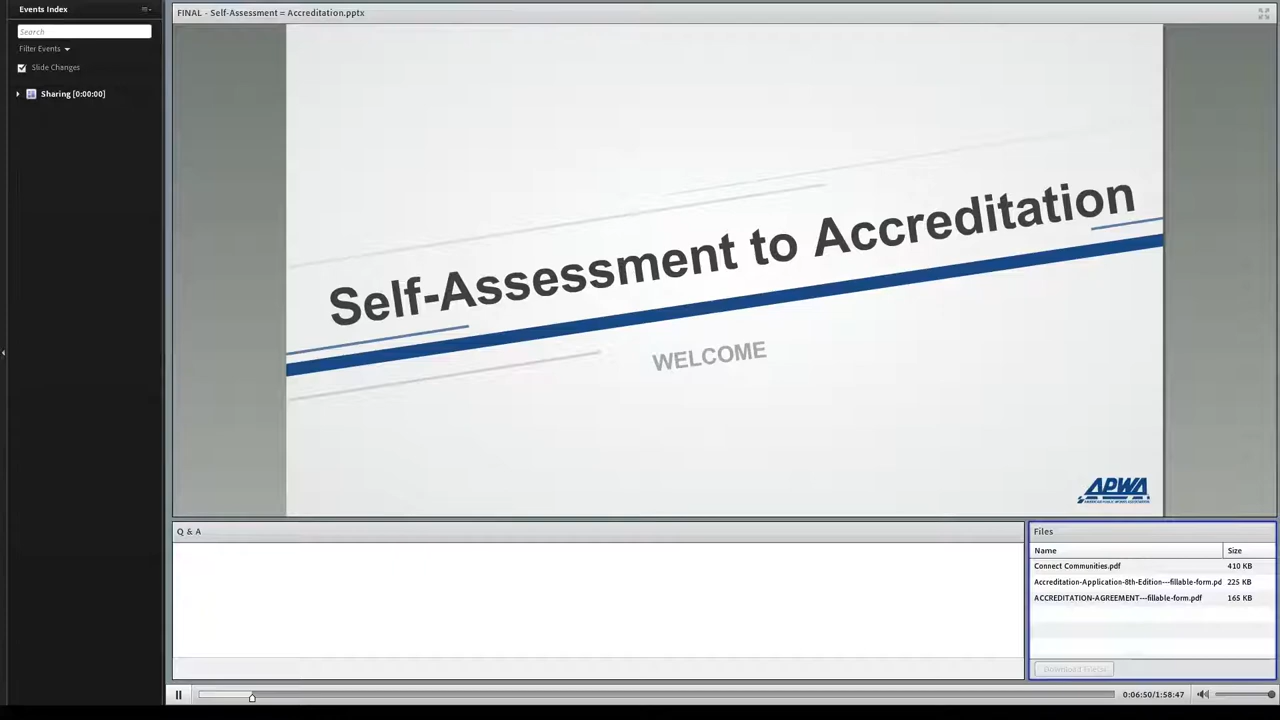 Events Index
Search
Filter Events
Slide Changes
Sharing [0:00:00]
FINAL - Self-Assessment = Accreditation.pptx
Self-Assessment to Accreditation
WELCOME
APWA
Q & A
Files
Name Size
Connect Communities.pdf 410 KB
Accreditation-Application-8th-Edition---fillable-form.pd 225 KB
ACCREDITATION-AGREEMENT---fillable-form.pdf 165 KB
Download File(s)
0:06:50/1:58:47